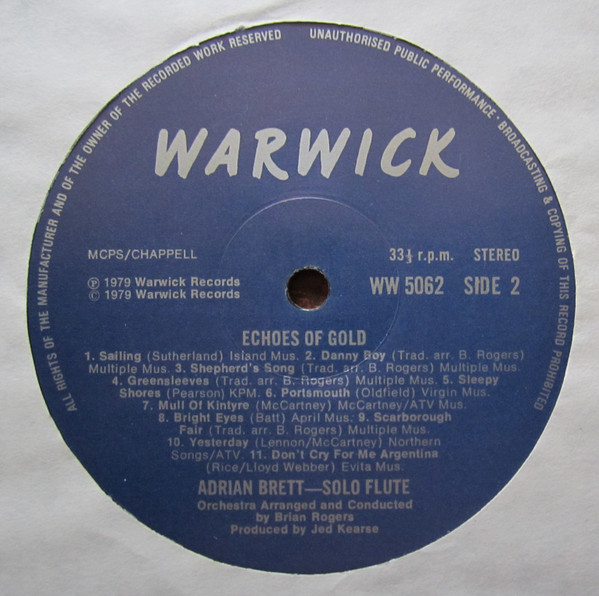 ALL RIGHTS OF THE MANUFACTURER AND OF THE OWNER OF THE RECORDED WORK RESERVED
UNAUTHORISED PUBLIC PERFORMANCE · BROADCASTING & COPYING OF THIS RECORD PROHIBITED
WARWICK
MCPS/CHAPPELL
33⅓ r.p.m. STEREO
℗ 1979 Warwick Records
© 1979 Warwick Records
WW 5062 SIDE 2
ECHOES OF GOLD
1. Sailing (Sutherland) Island Mus. 2. Danny Boy (Trad. arr. B. Rogers)
Multiple Mus. 3. Shepherd's Song (Trad. arr. B. Rogers) Multiple Mus.
4. Greensleeves (Trad. arr. B. Rogers) Multiple Mus. 5. Sleepy
Shores (Pearson) KPM. 6. Portsmouth (Oldfield) Virgin Mus.
7. Mull Of Kintyre (McCartney) McCartney/ATV Mus.
8. Bright Eyes (Batt) April Mus. 9. Scarborough
Fair (Trad. arr. B. Rogers) Multiple Mus.
10. Yesterday (Lennon/McCartney) Northern
Songs/ATV. 11. Don't Cry For Me Argentina
(Rice/Lloyd Webber) Evita Mus.
ADRIAN BRETT—SOLO FLUTE
Orchestra Arranged and Conducted
by Brian Rogers
Produced by Jed Kearse